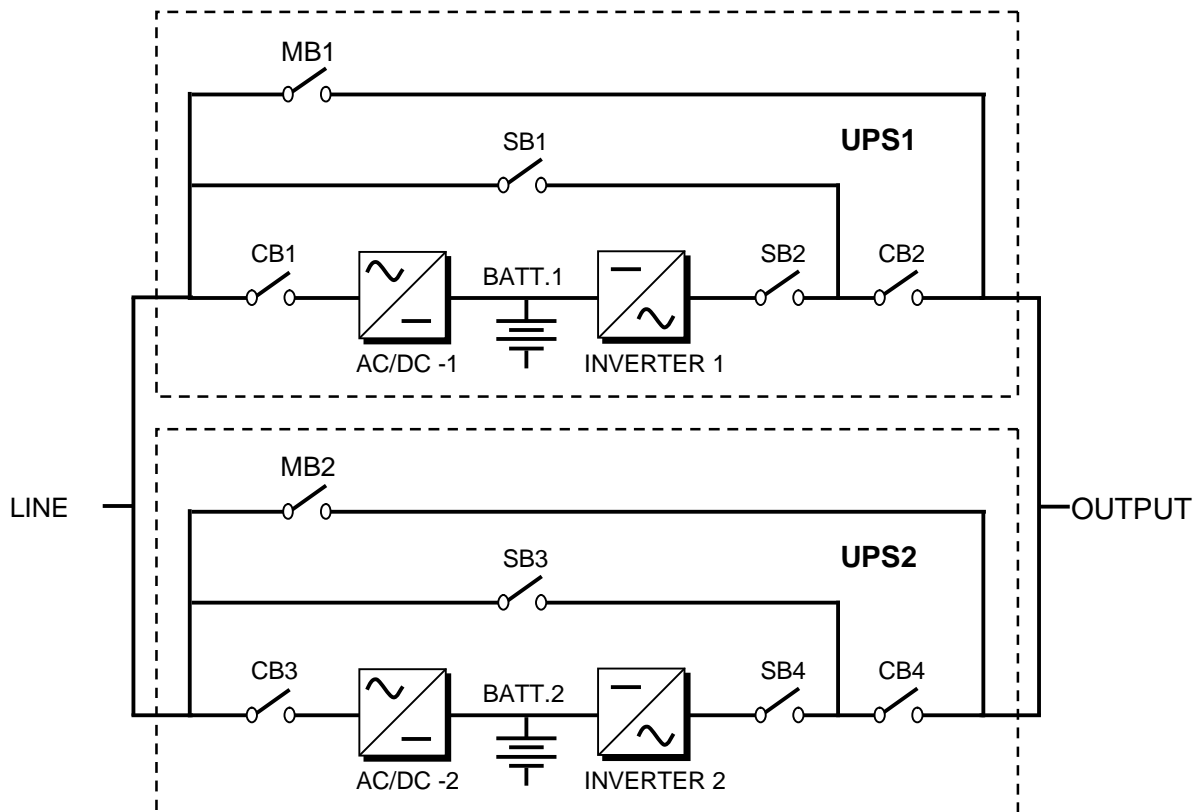 MB1
SB1
UPS1
CB1
BATT.1
SB2
CB2
AC/DC -1
INVERTER 1
MB2
LINE
OUTPUT
SB3
UPS2
CB3
BATT.2
SB4
CB4
AC/DC -2
INVERTER 2